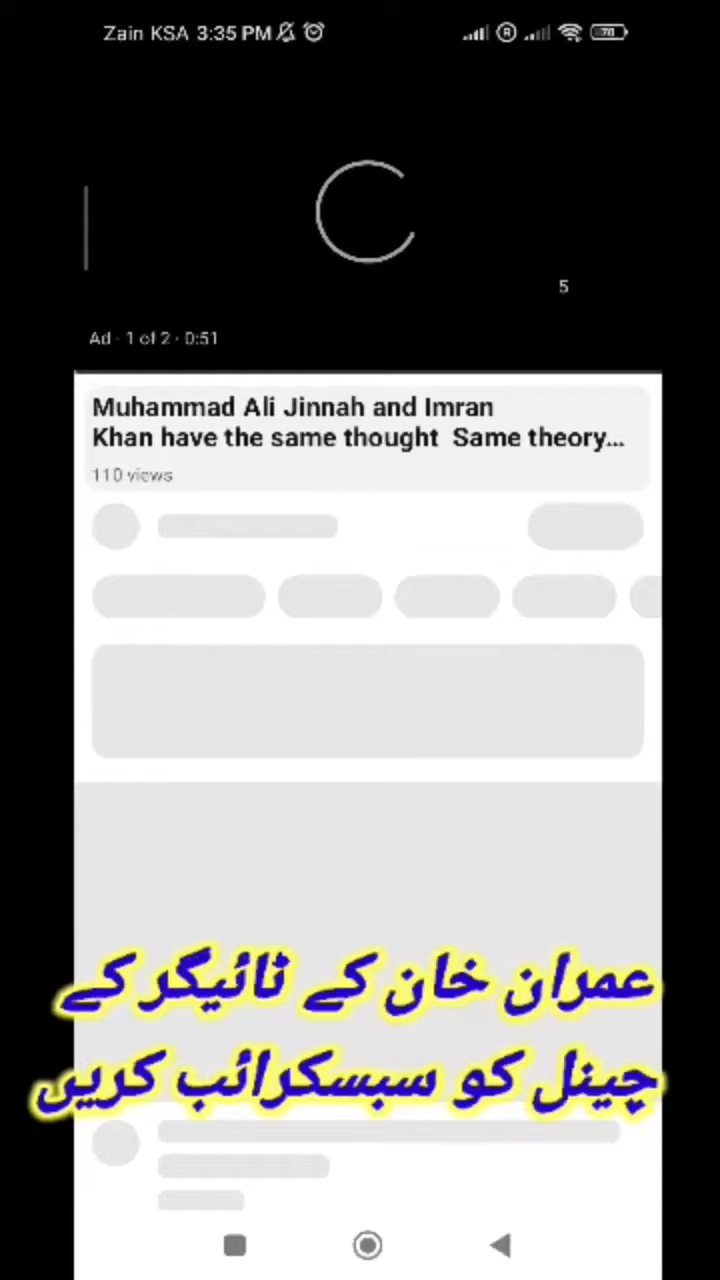 Zain KSA 3:35 PM
70
5
Ad · 1 of 2 · 0:51
Muhammad Ali Jinnah and Imran
Khan have the same thought  Same theory...
110 views
عمران خان کے ٹائیگر کے
چینل کو سبسکرائب کریں